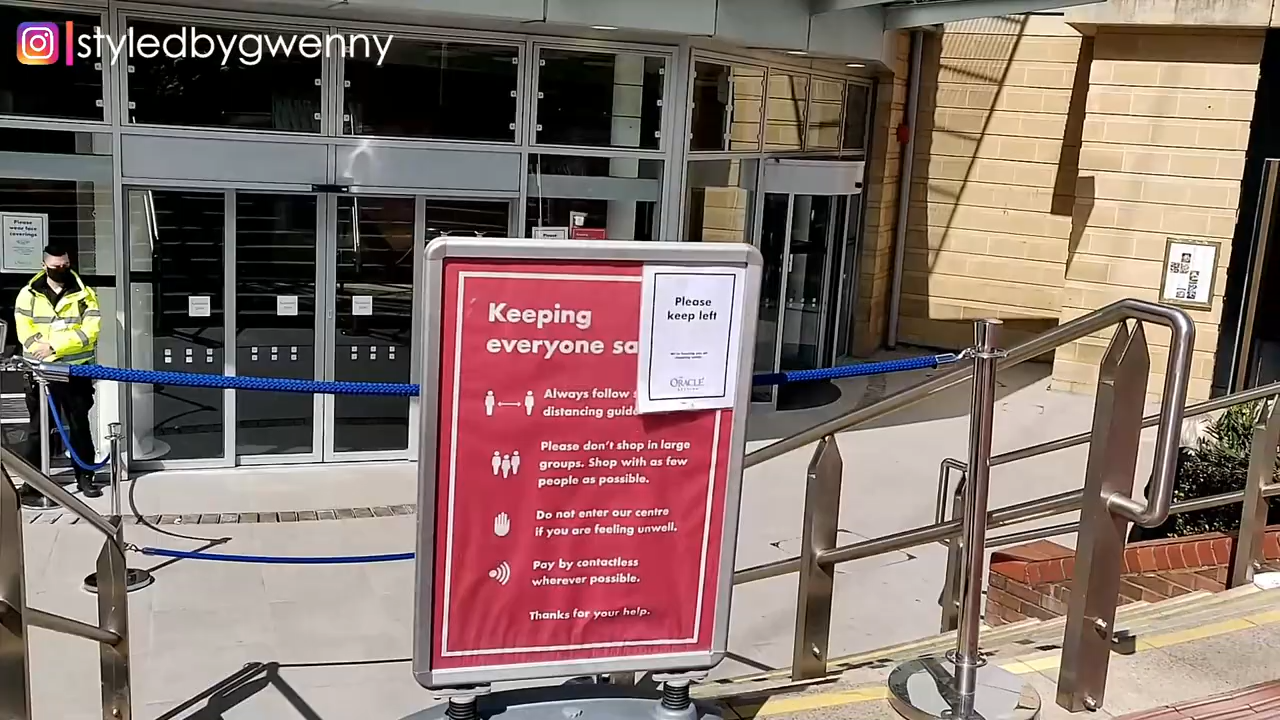 styledbygwenny
Please
wear face
coverings
Keeping
everyone sa
Please
keep left
ORACLE
Always follow
distancing guid
Please don't shop in large
groups. Shop with as few
people as possible.
Do not enter our centre
if you are feeling unwell.
Pay by contactless
wherever possible.
Thanks for your help.